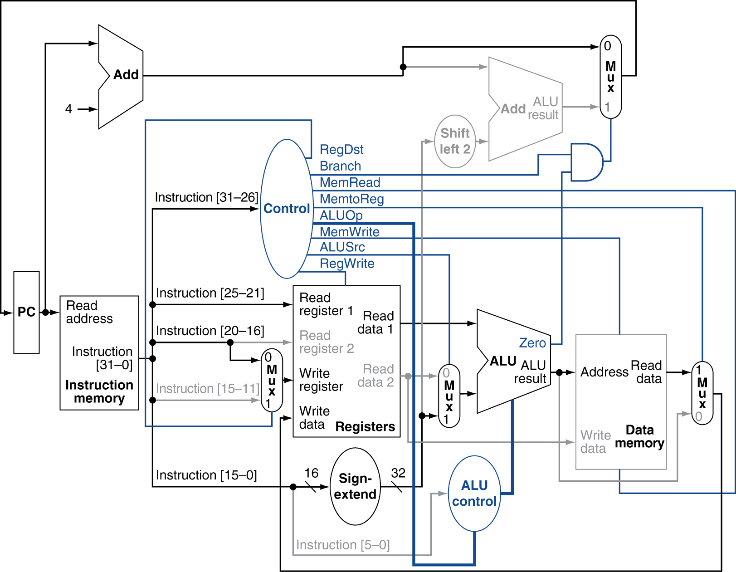 0
M
u
x
1
Add
4
Add
ALU
result
Shift
left 2
RegDst
Branch
MemRead
MemtoReg
ALUOp
MemWrite
ALUSrc
RegWrite
Control
Instruction [31–26]
Instruction [25–21]
Instruction [20–16]
Instruction [15–11]
Instruction [15–0]
Instruction [5–0]
PC
Read
address
Instruction
[31–0]
Instruction
memory
0
M
u
x
1
Read
register 1
Read
register 2
Write
register
Write
data
Read
data 1
Read
data 2
Registers
0
M
u
x
1
Zero
ALU
ALU
result
Address
Read
data
Write
data
Data
memory
1
M
u
x
0
16
Sign-
extend
32
ALU
control